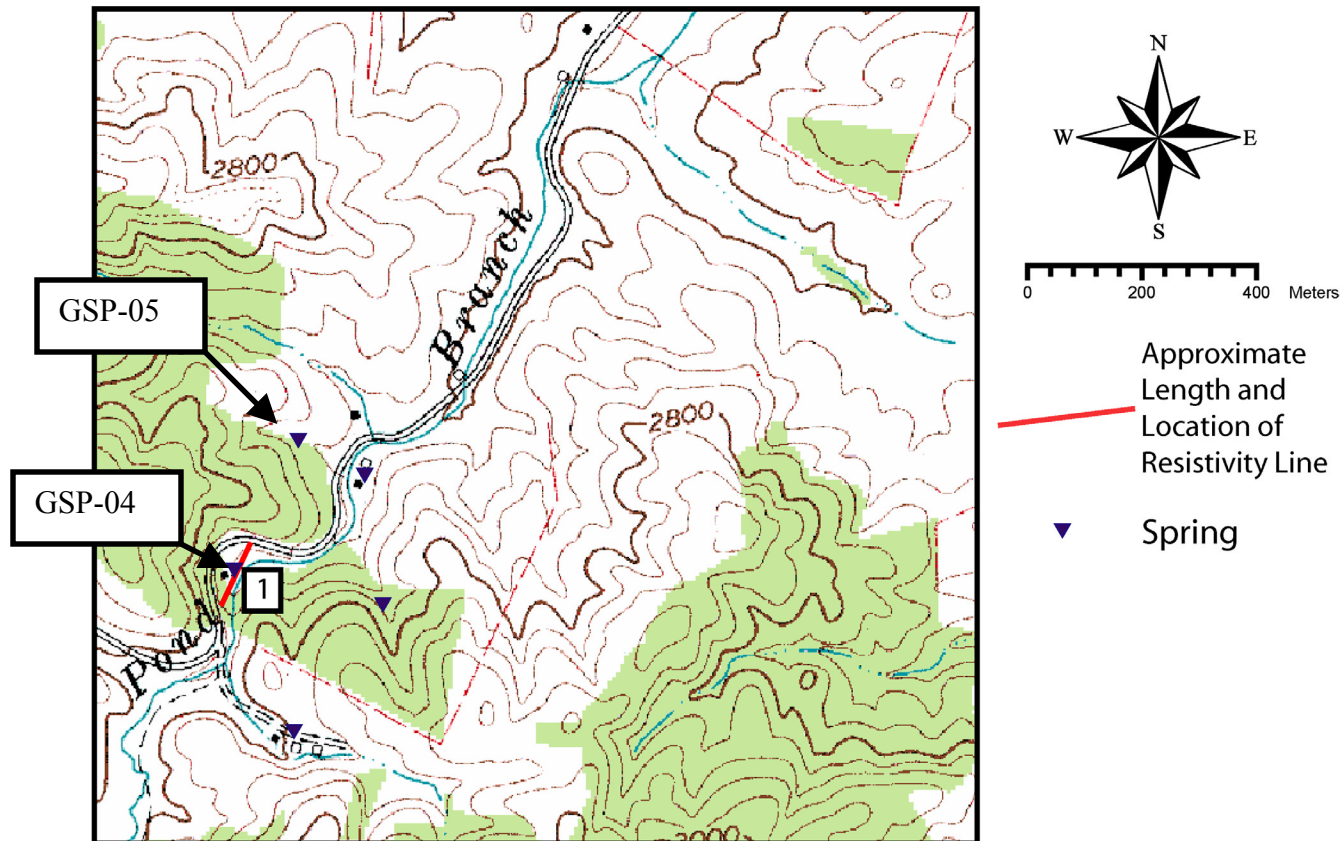 2800
Branch
GSP-05
2800
GSP-04
1
Pond
N
W
E
S
0 200 400 Meters
Approximate
Length and
Location of
Resistivity Line
Spring